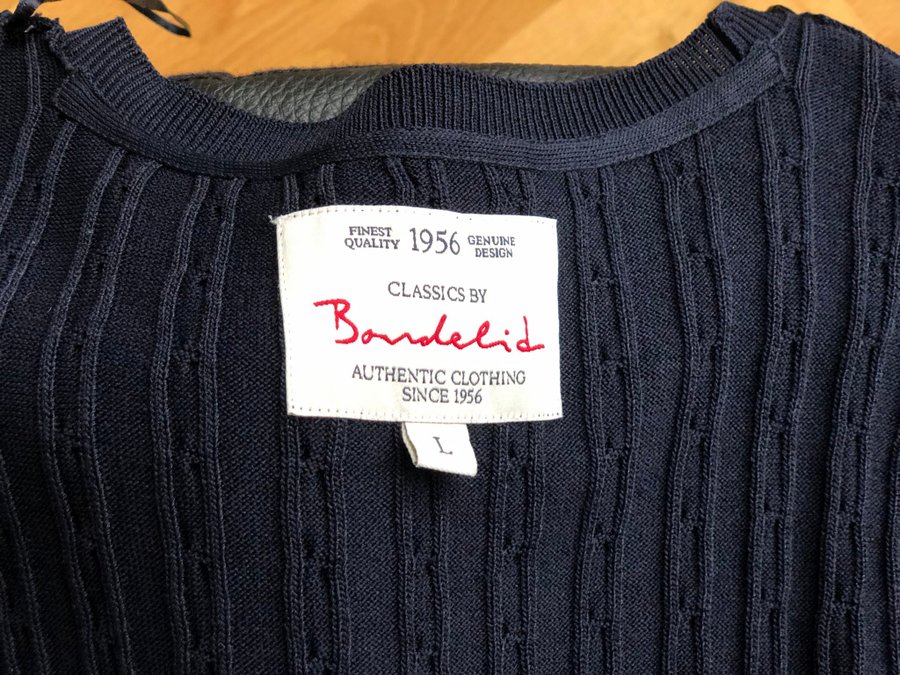 FINEST QUALITY 1956 GENUINE DESIGN
CLASSICS BY
Bondelid
AUTHENTIC CLOTHING
SINCE 1956
L